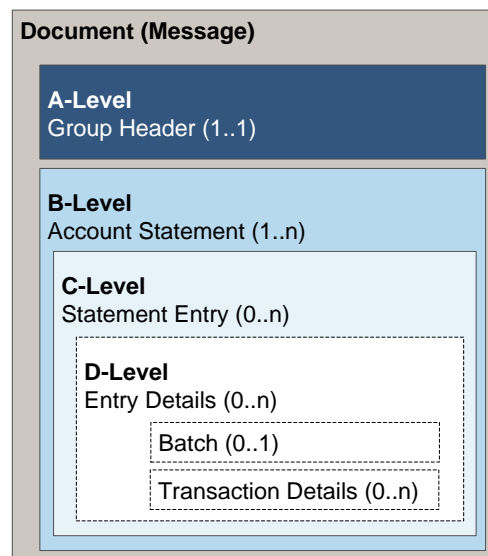 Document (Message)
A-Level
Group Header (1..1)
B-Level
Account Statement (1..n)
C-Level
Statement Entry (0..n)
D-Level
Entry Details (0..n)
Batch (0..1)
Transaction Details (0..n)